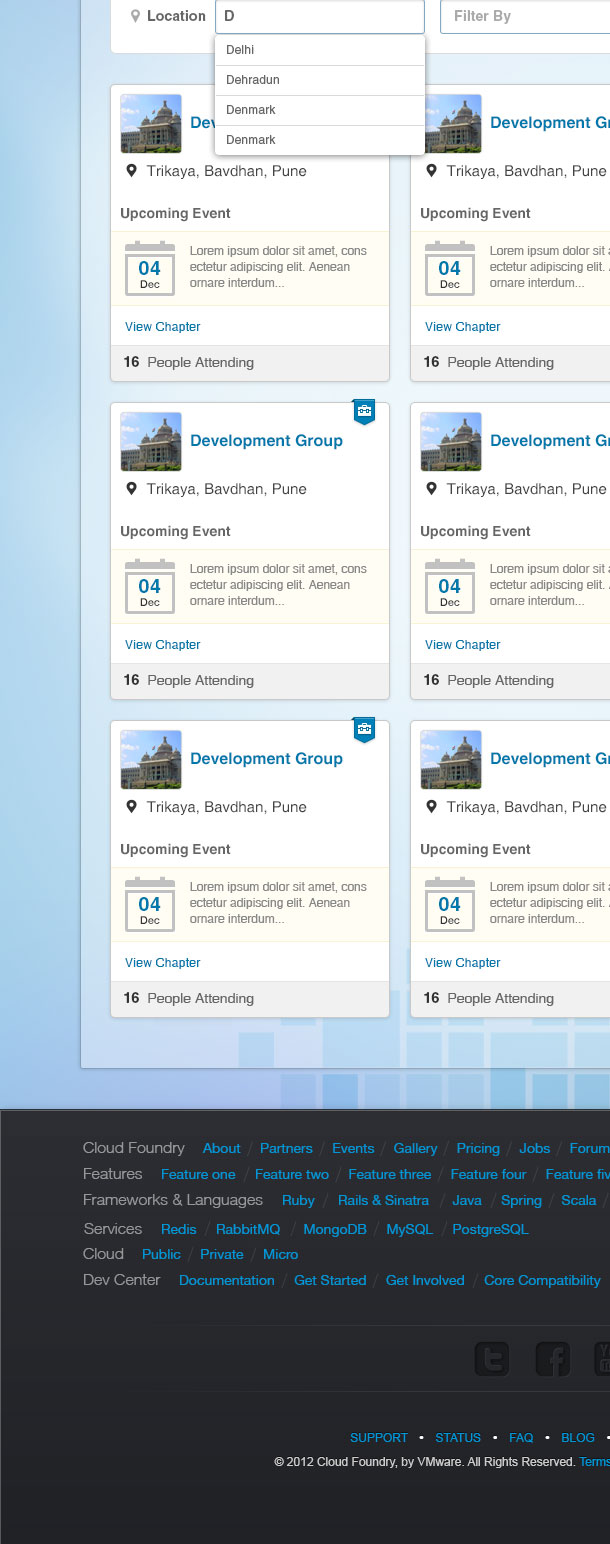 Location D Filter By
Delhi
Dehradun
Denmark
Denmark
Development Gr
Trikaya, Bavdhan, Pune Trikaya, Bavdhan, Pune
Upcoming Event Upcoming Event
04 Lorem ipsum dolor sit amet, cons 04 Lorem ipsum dolor sit
Dec ectetur adipiscing elit. Aenean Dec ectetur adipiscing elit.
ornare interdum... ornare interdum...
View Chapter View Chapter
16 People Attending 16 People Attending
Development Group Development Gr
Trikaya, Bavdhan, Pune Trikaya, Bavdhan, Pune
Upcoming Event Upcoming Event
04 Lorem ipsum dolor sit amet, cons 04 Lorem ipsum dolor sit
Dec ectetur adipiscing elit. Aenean Dec ectetur adipiscing elit.
ornare interdum... ornare interdum...
View Chapter View Chapter
16 People Attending 16 People Attending
Development Group Development Gr
Trikaya, Bavdhan, Pune Trikaya, Bavdhan, Pune
Upcoming Event Upcoming Event
04 Lorem ipsum dolor sit amet, cons 04 Lorem ipsum dolor sit
Dec ectetur adipiscing elit. Aenean Dec ectetur adipiscing elit.
ornare interdum... ornare interdum...
View Chapter View Chapter
16 People Attending 16 People Attending
Cloud Foundry About / Partners / Events / Gallery / Pricing / Jobs / Forum
Features Feature one / Feature two / Feature three / Feature four / Feature fiv
Frameworks & Languages Ruby / Rails & Sinatra / Java / Spring / Scala /
Services Redis / RabbitMQ / MongoDB / MySQL / PostgreSQL
Cloud Public / Private / Micro
Dev Center Documentation / Get Started / Get Involved / Core Compatibility
SUPPORT • STATUS • FAQ • BLOG •
© 2012 Cloud Foundry, by VMware. All Rights Reserved. Terms